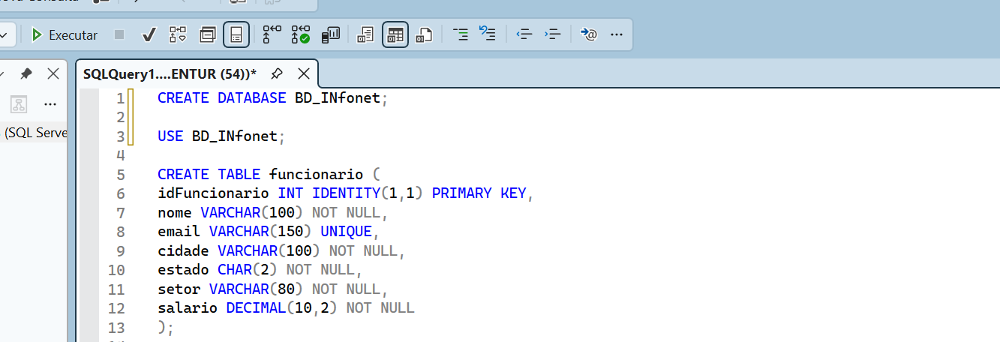 Executar
SQLQuery1....ENTUR (54))*
(SQL Serve
1 CREATE DATABASE BD_INfonet;
2
3 USE BD_INfonet;
4
5 CREATE TABLE funcionario (
6 idFuncionario INT IDENTITY(1,1) PRIMARY KEY,
7 nome VARCHAR(100) NOT NULL,
8 email VARCHAR(150) UNIQUE,
9 cidade VARCHAR(100) NOT NULL,
10 estado CHAR(2) NOT NULL,
11 setor VARCHAR(80) NOT NULL,
12 salario DECIMAL(10,2) NOT NULL
13 );